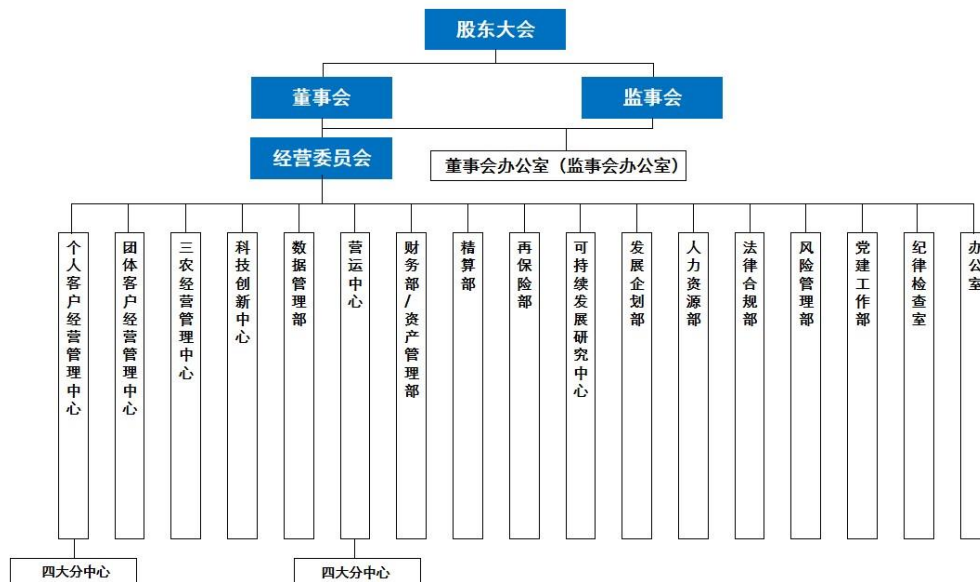 股东大会
董事会
监事会
经营委员会
董事会办公室（监事会办公室）
个人客户经营管理中心
团体客户经营管理中心
三农经营管理中心
科技创新中心
数据管理部
营运中心
财务部/资产管理部
精算部
再保险部
可持续发展研究中心
发展企划部
人力资源部
法律合规部
风险管理部
党建工作部
纪律检查室
办公室
四大分中心
四大分中心